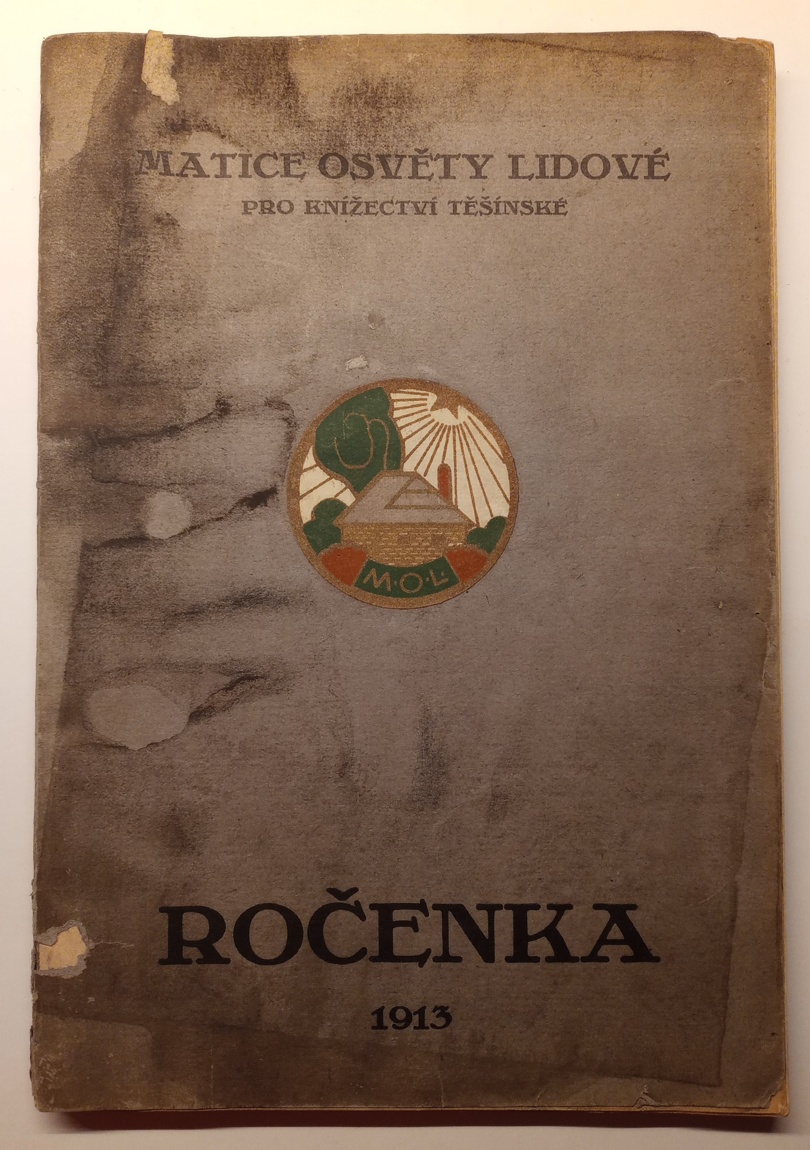 MATICE OSVĚTY LIDOVÉ
PRO KNÍŽECTVÍ TĚŠÍNSKÉ
M·O·L·
ROČENKA
1913